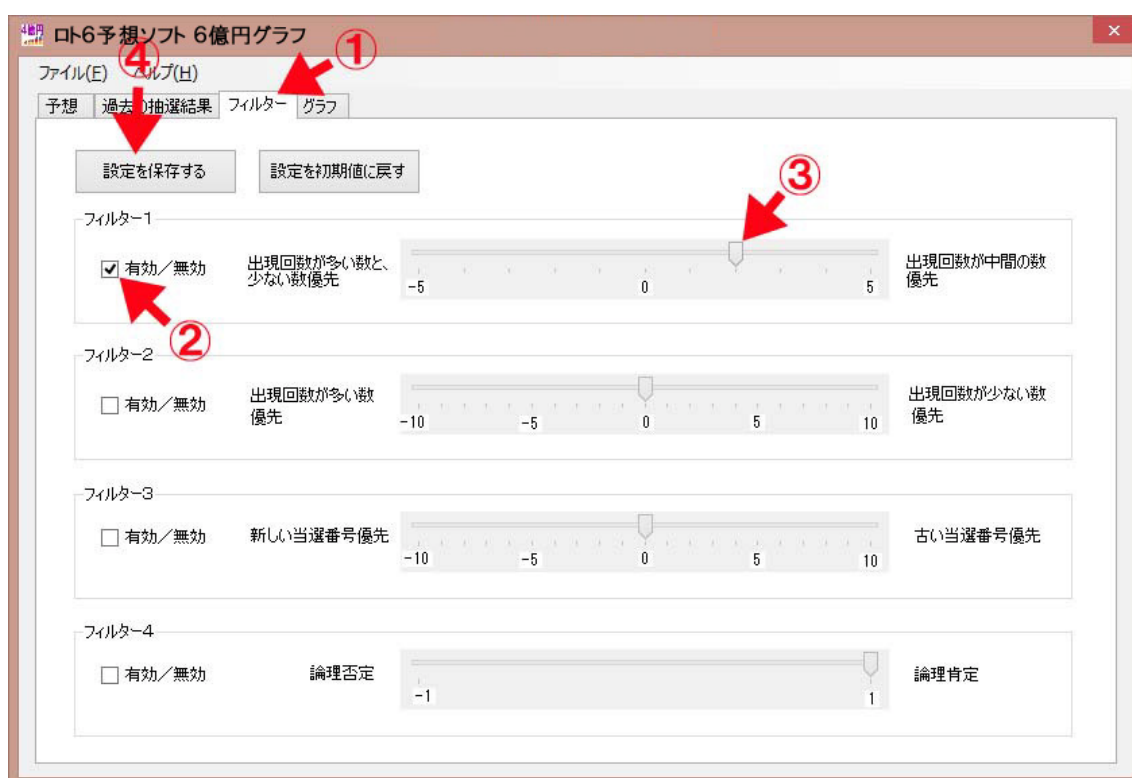 ロト6予想ソフト 6億円グラフ
①
④
ファイル(F) ヘルプ(H)
予想 過去の抽選結果 フィルター グラフ
設定を保存する 設定を初期値に戻す
③
フィルター1
有効/無効
出現回数が多い数と、
少ない数優先
-5 0 5
出現回数が中間の数
優先
②
フィルター2
有効/無効
出現回数が多い数
優先
-10 -5 0 5 10
出現回数が少ない数
優先
フィルター3
有効/無効 新しい当選番号優先 古い当選番号優先
-10 -5 0 5 10
フィルター4
有効/無効 論理否定 論理肯定
-1 1